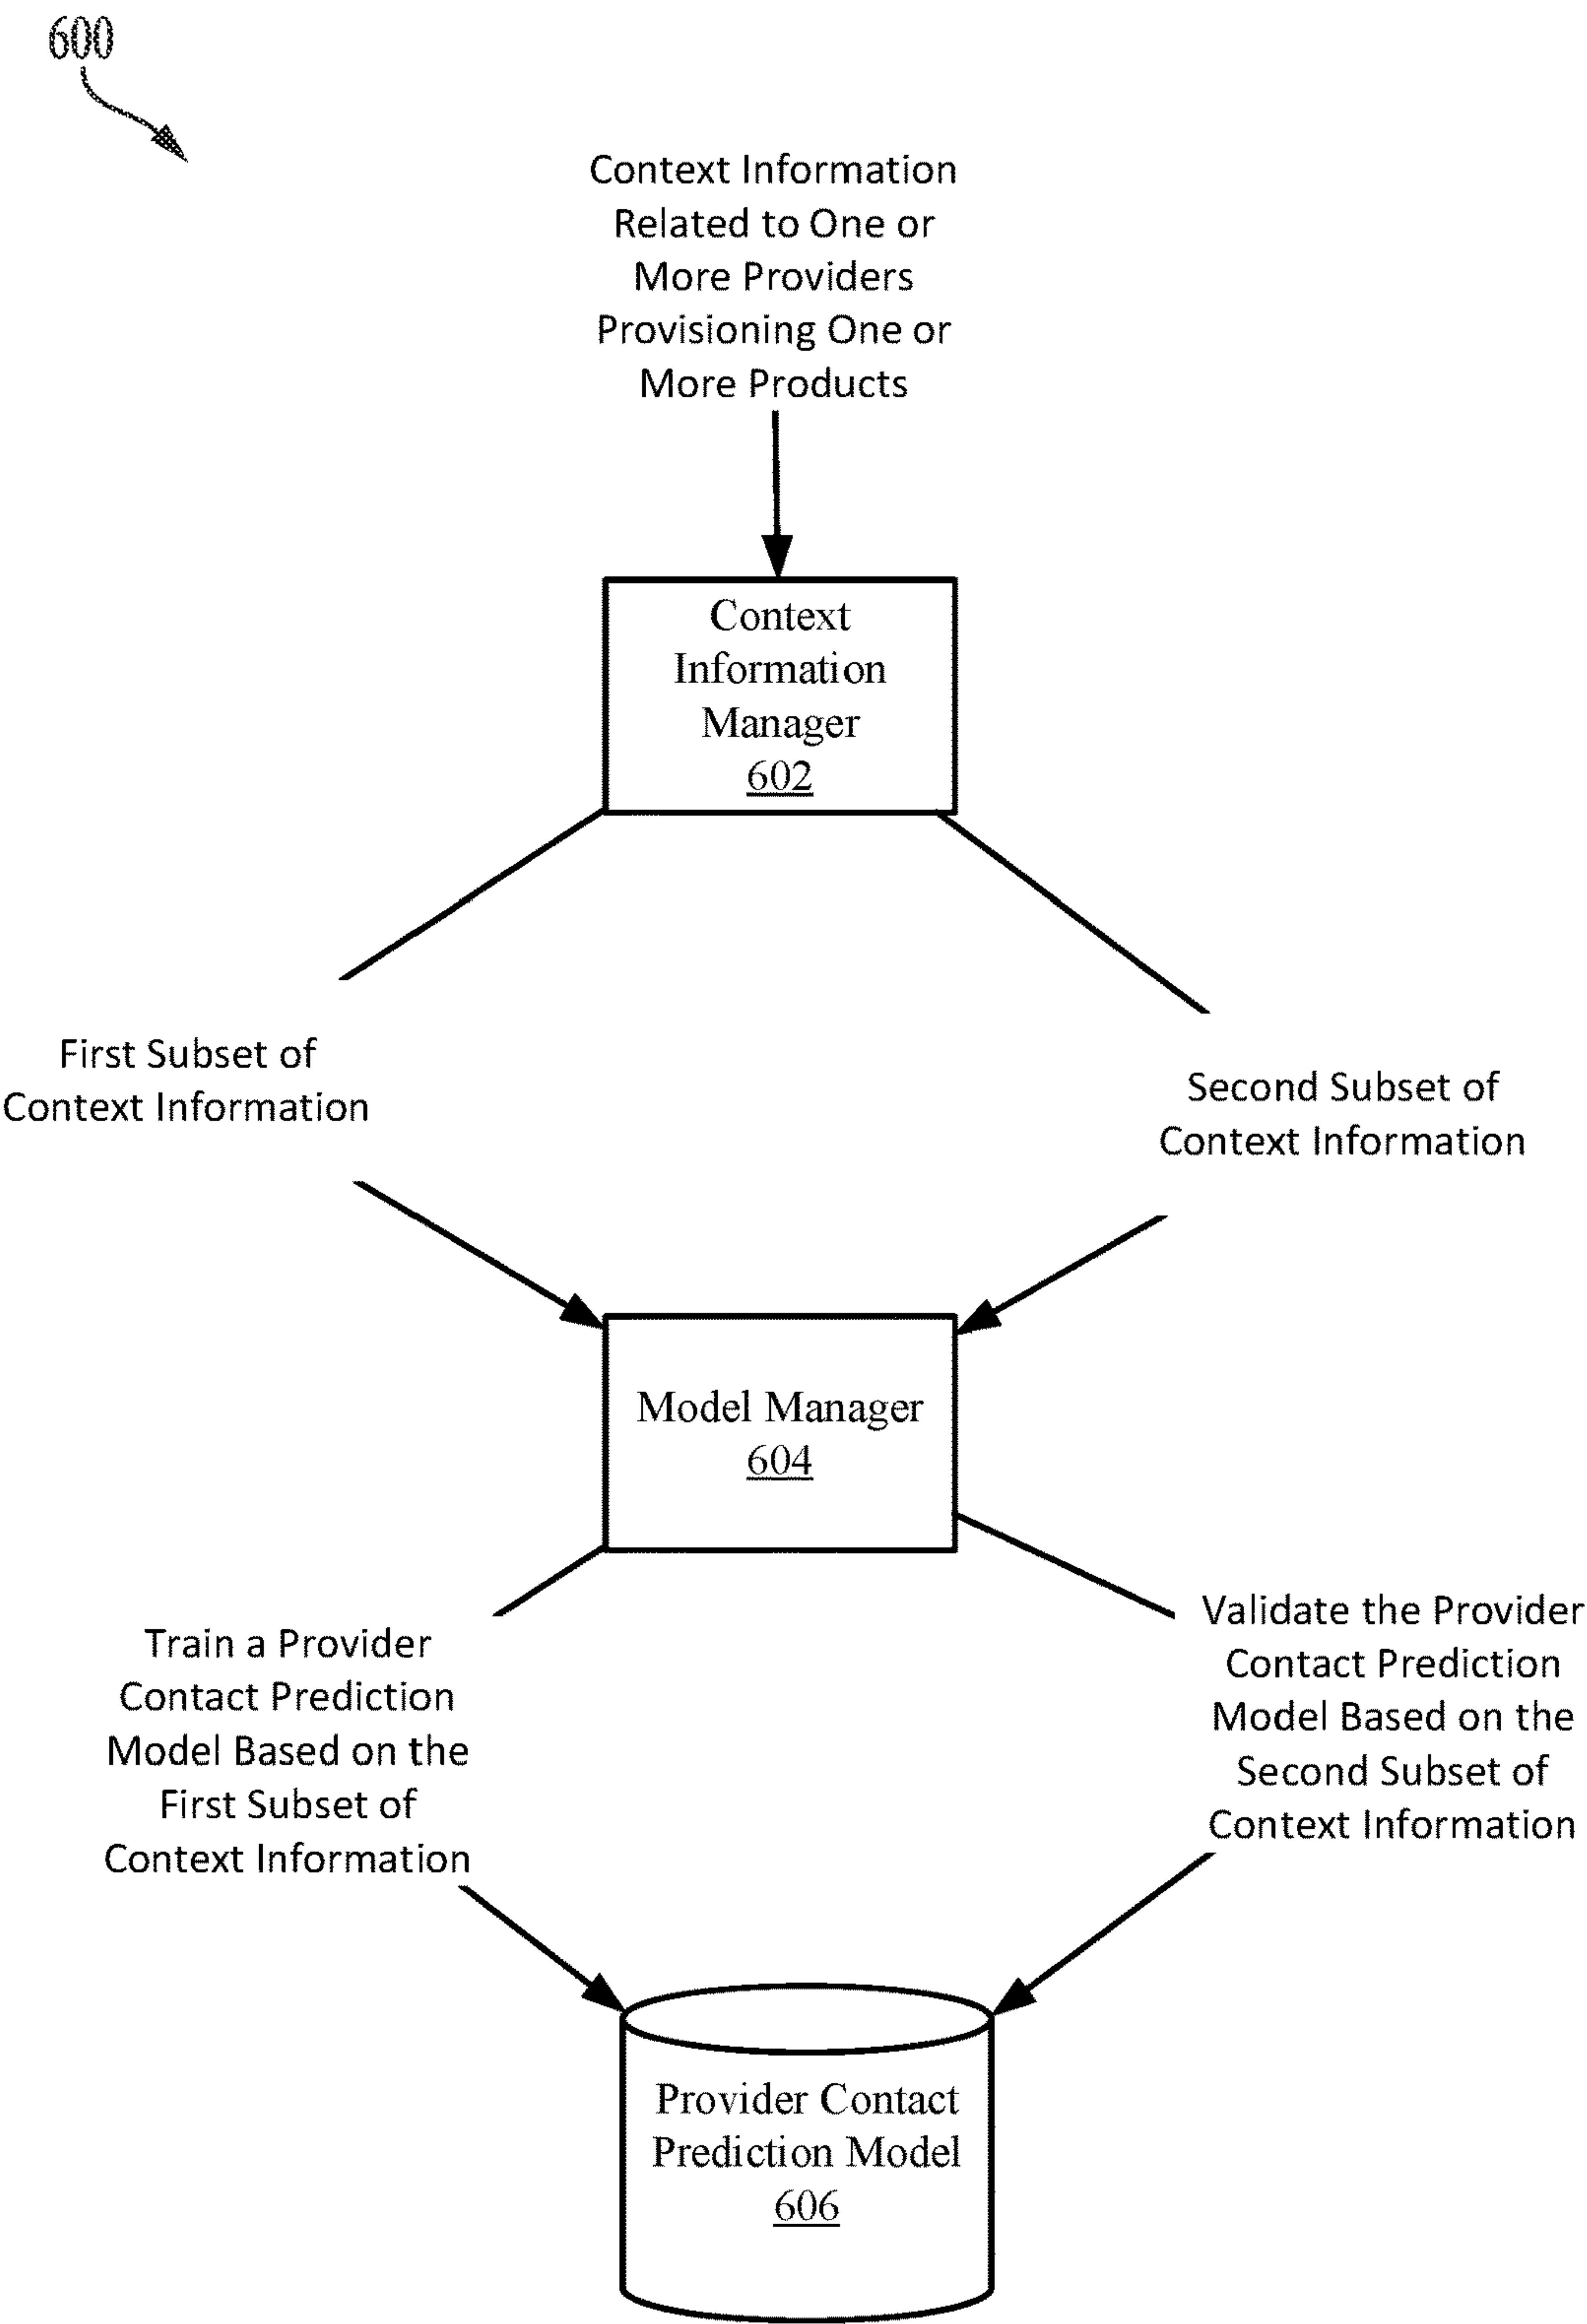 600
Context Information
Related to One or
More Providers
Provisioning One or
More Products
Context
Information
Manager
602
First Subset of
Context Information
Second Subset of
Context Information
Model Manager
604
Train a Provider
Contact Prediction
Model Based on the
First Subset of
Context Information
Validate the Provider
Contact Prediction
Model Based on the
Second Subset of
Context Information
Provider Contact
Prediction Model
606